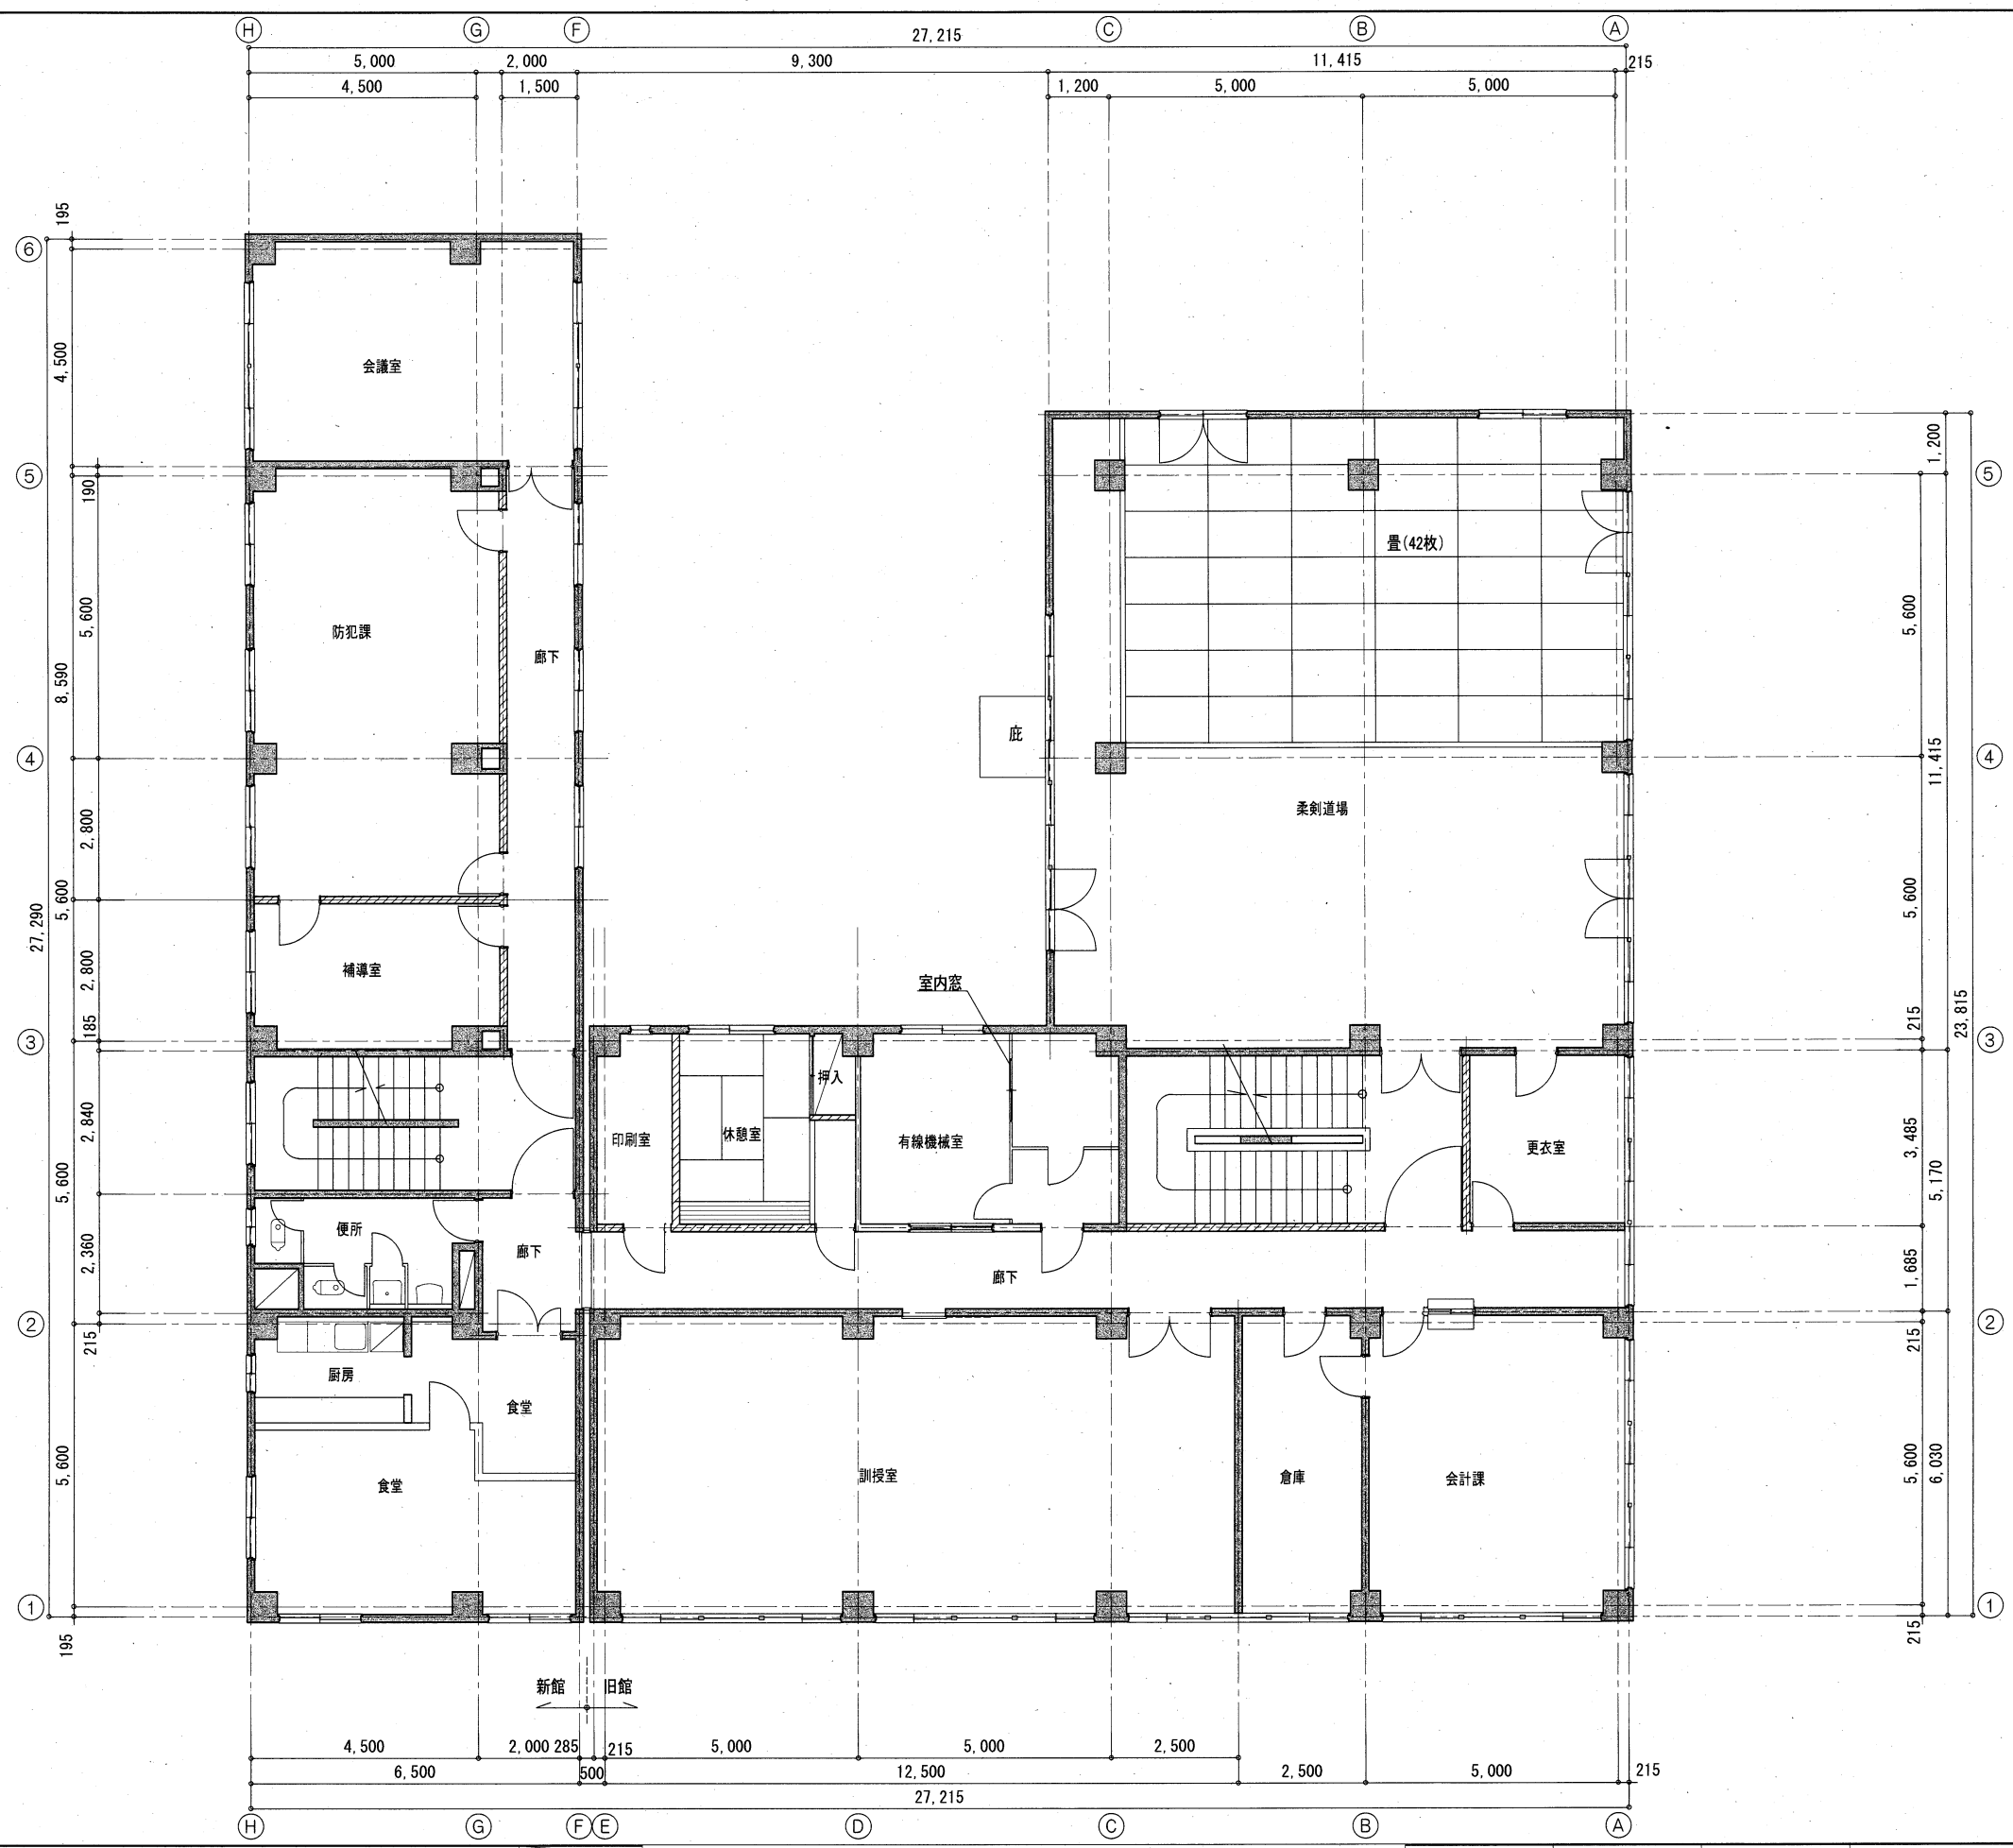 H G F C B A
27,215
5,000 2,000 9,300 11,415 215
4,500 1,500 1,200 5,000 5,000
195
6
4,500
会議室
5
190
1,200
5
畳(42枚)
5,600
防犯課
廊下
5,600
8,590
庇
4
11,415
4
柔剣道場
2,800
5,600
27,290
5,600
2,800
補導室
室内窓
23,815
185
215
3
3
押入
2,840
印刷室
休憩室
有線機械室
更衣室
3,485
5,600
5,170
便所
廊下
廊下
2,360
1,685
2
2
215
215
厨房
食堂
食堂
訓授室
倉庫
会計課
5,600
5,600
6,030
1
1
195
215
新館 旧館
4,500 2,000 285 215 5,000 5,000 2,500
6,500 500 12,500 2,500 5,000 215
27,215
H G F E D C B A